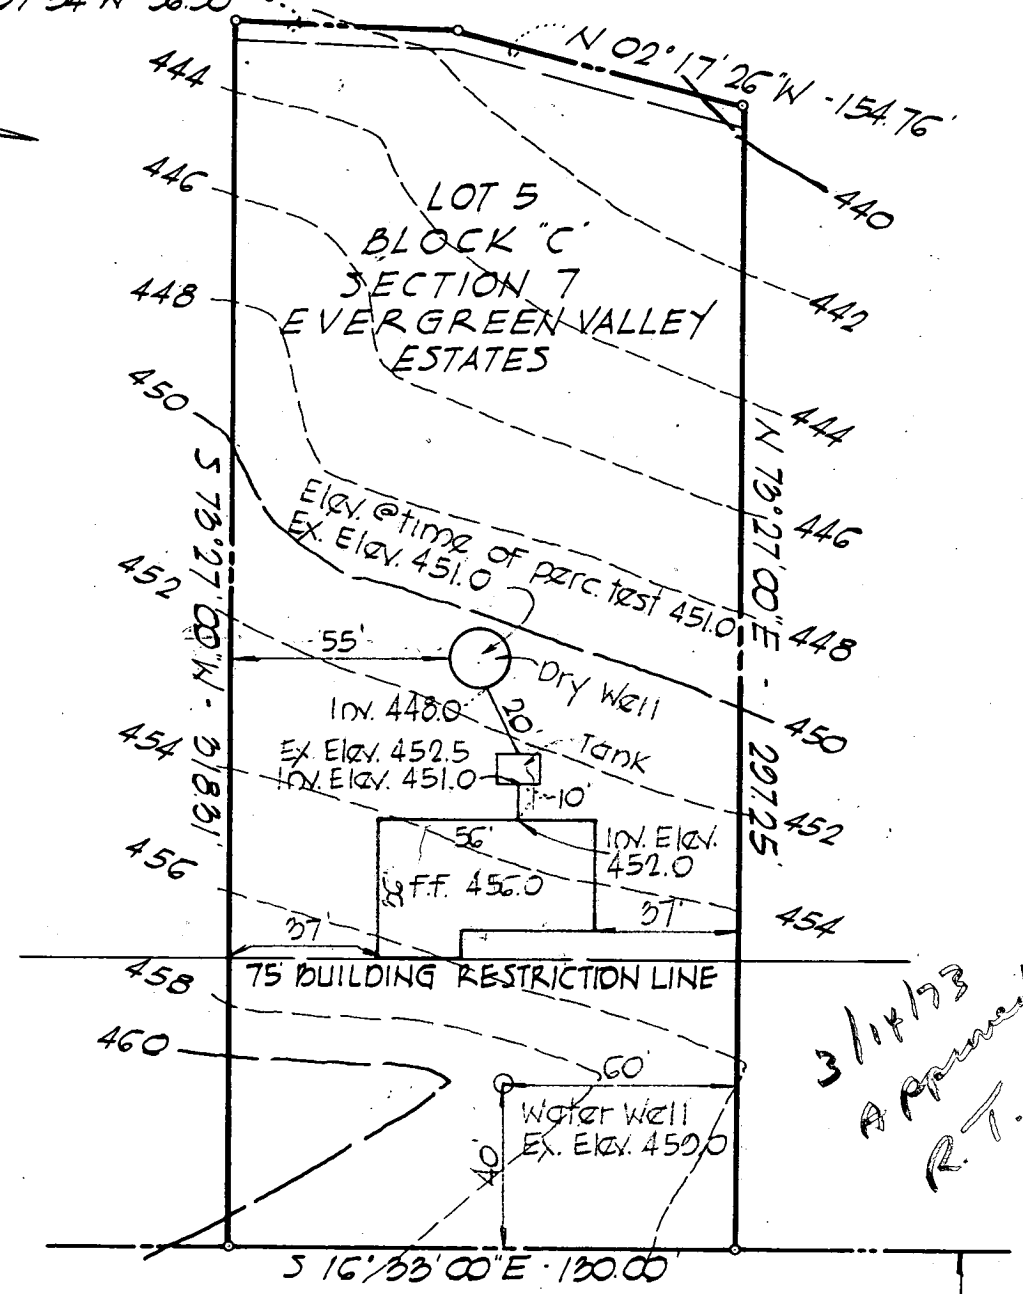 N 02°17'26"W - 154.76'
444
446
448
450
452
454
456
458
460
LOT 5
BLOCK "C"
SECTION 7
EVERGREEN VALLEY
ESTATES
440
442
444
446
448
450
452
454
S 73°27'00"W - 318.81'
N 73°27'00"E - 297.25'
Elev. @ time of perc. test 451.0
Ex. Elev. 451.0
55'
Dry Well
Inv. 448.0
20'
Tank
Ex. Elev. 452.5
Inv. Elev. 451.0
10'
56'
Inv. Elev.
452.0
F.F. 456.0
37'
37'
75' BUILDING RESTRICTION LINE
60'
Water Well
Ex. Elev. 459.0
40'
S 16°33'00"E - 130.00'
3/14/73
Approved
R.T.